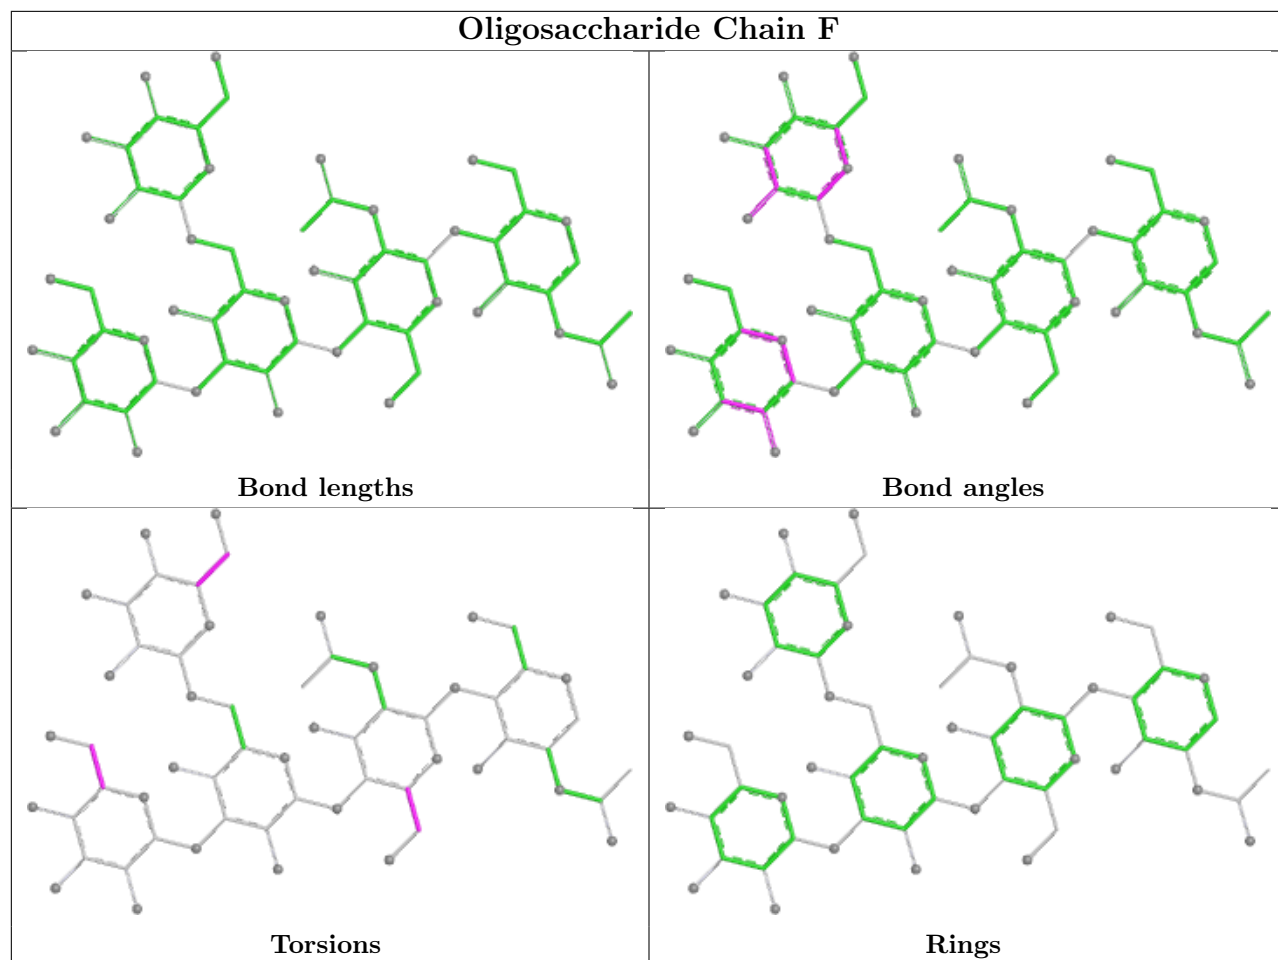 Oligosaccharide Chain F
Bond lengths
Bond angles
Torsions
Rings